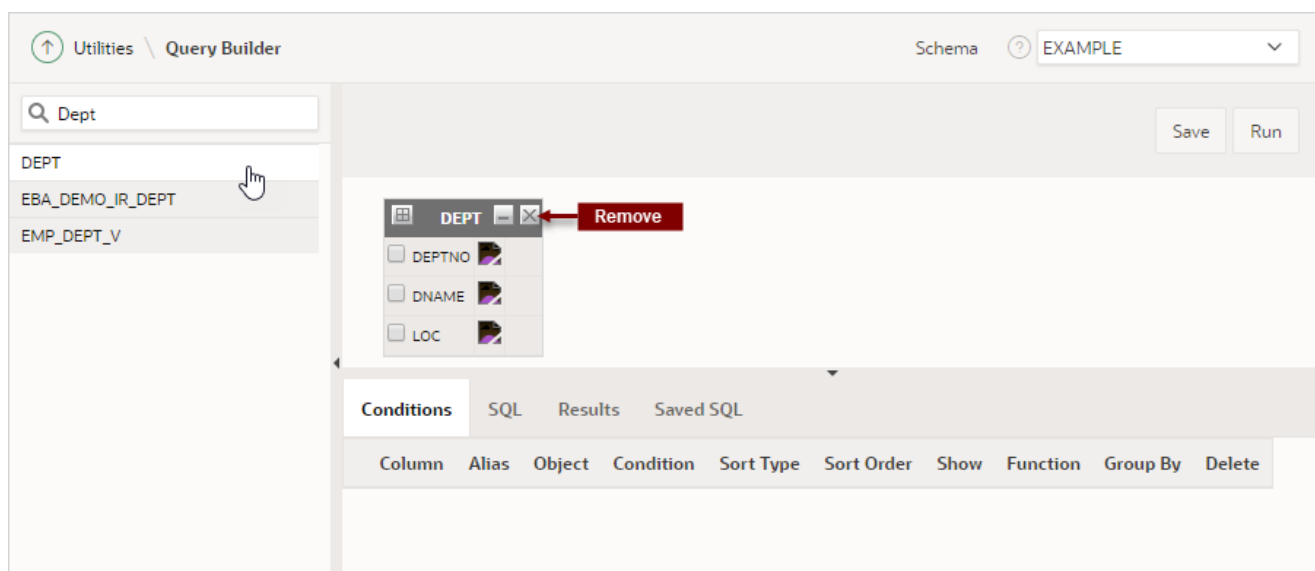 Utilities \ Query Builder
Schema ? EXAMPLE
Dept
Save Run
DEPT
EBA_DEMO_IR_DEPT
EMP_DEPT_V
DEPT
Remove
DEPTNO
DNAME
LOC
Conditions SQL Results Saved SQL
Column Alias Object Condition Sort Type Sort Order Show Function Group By Delete